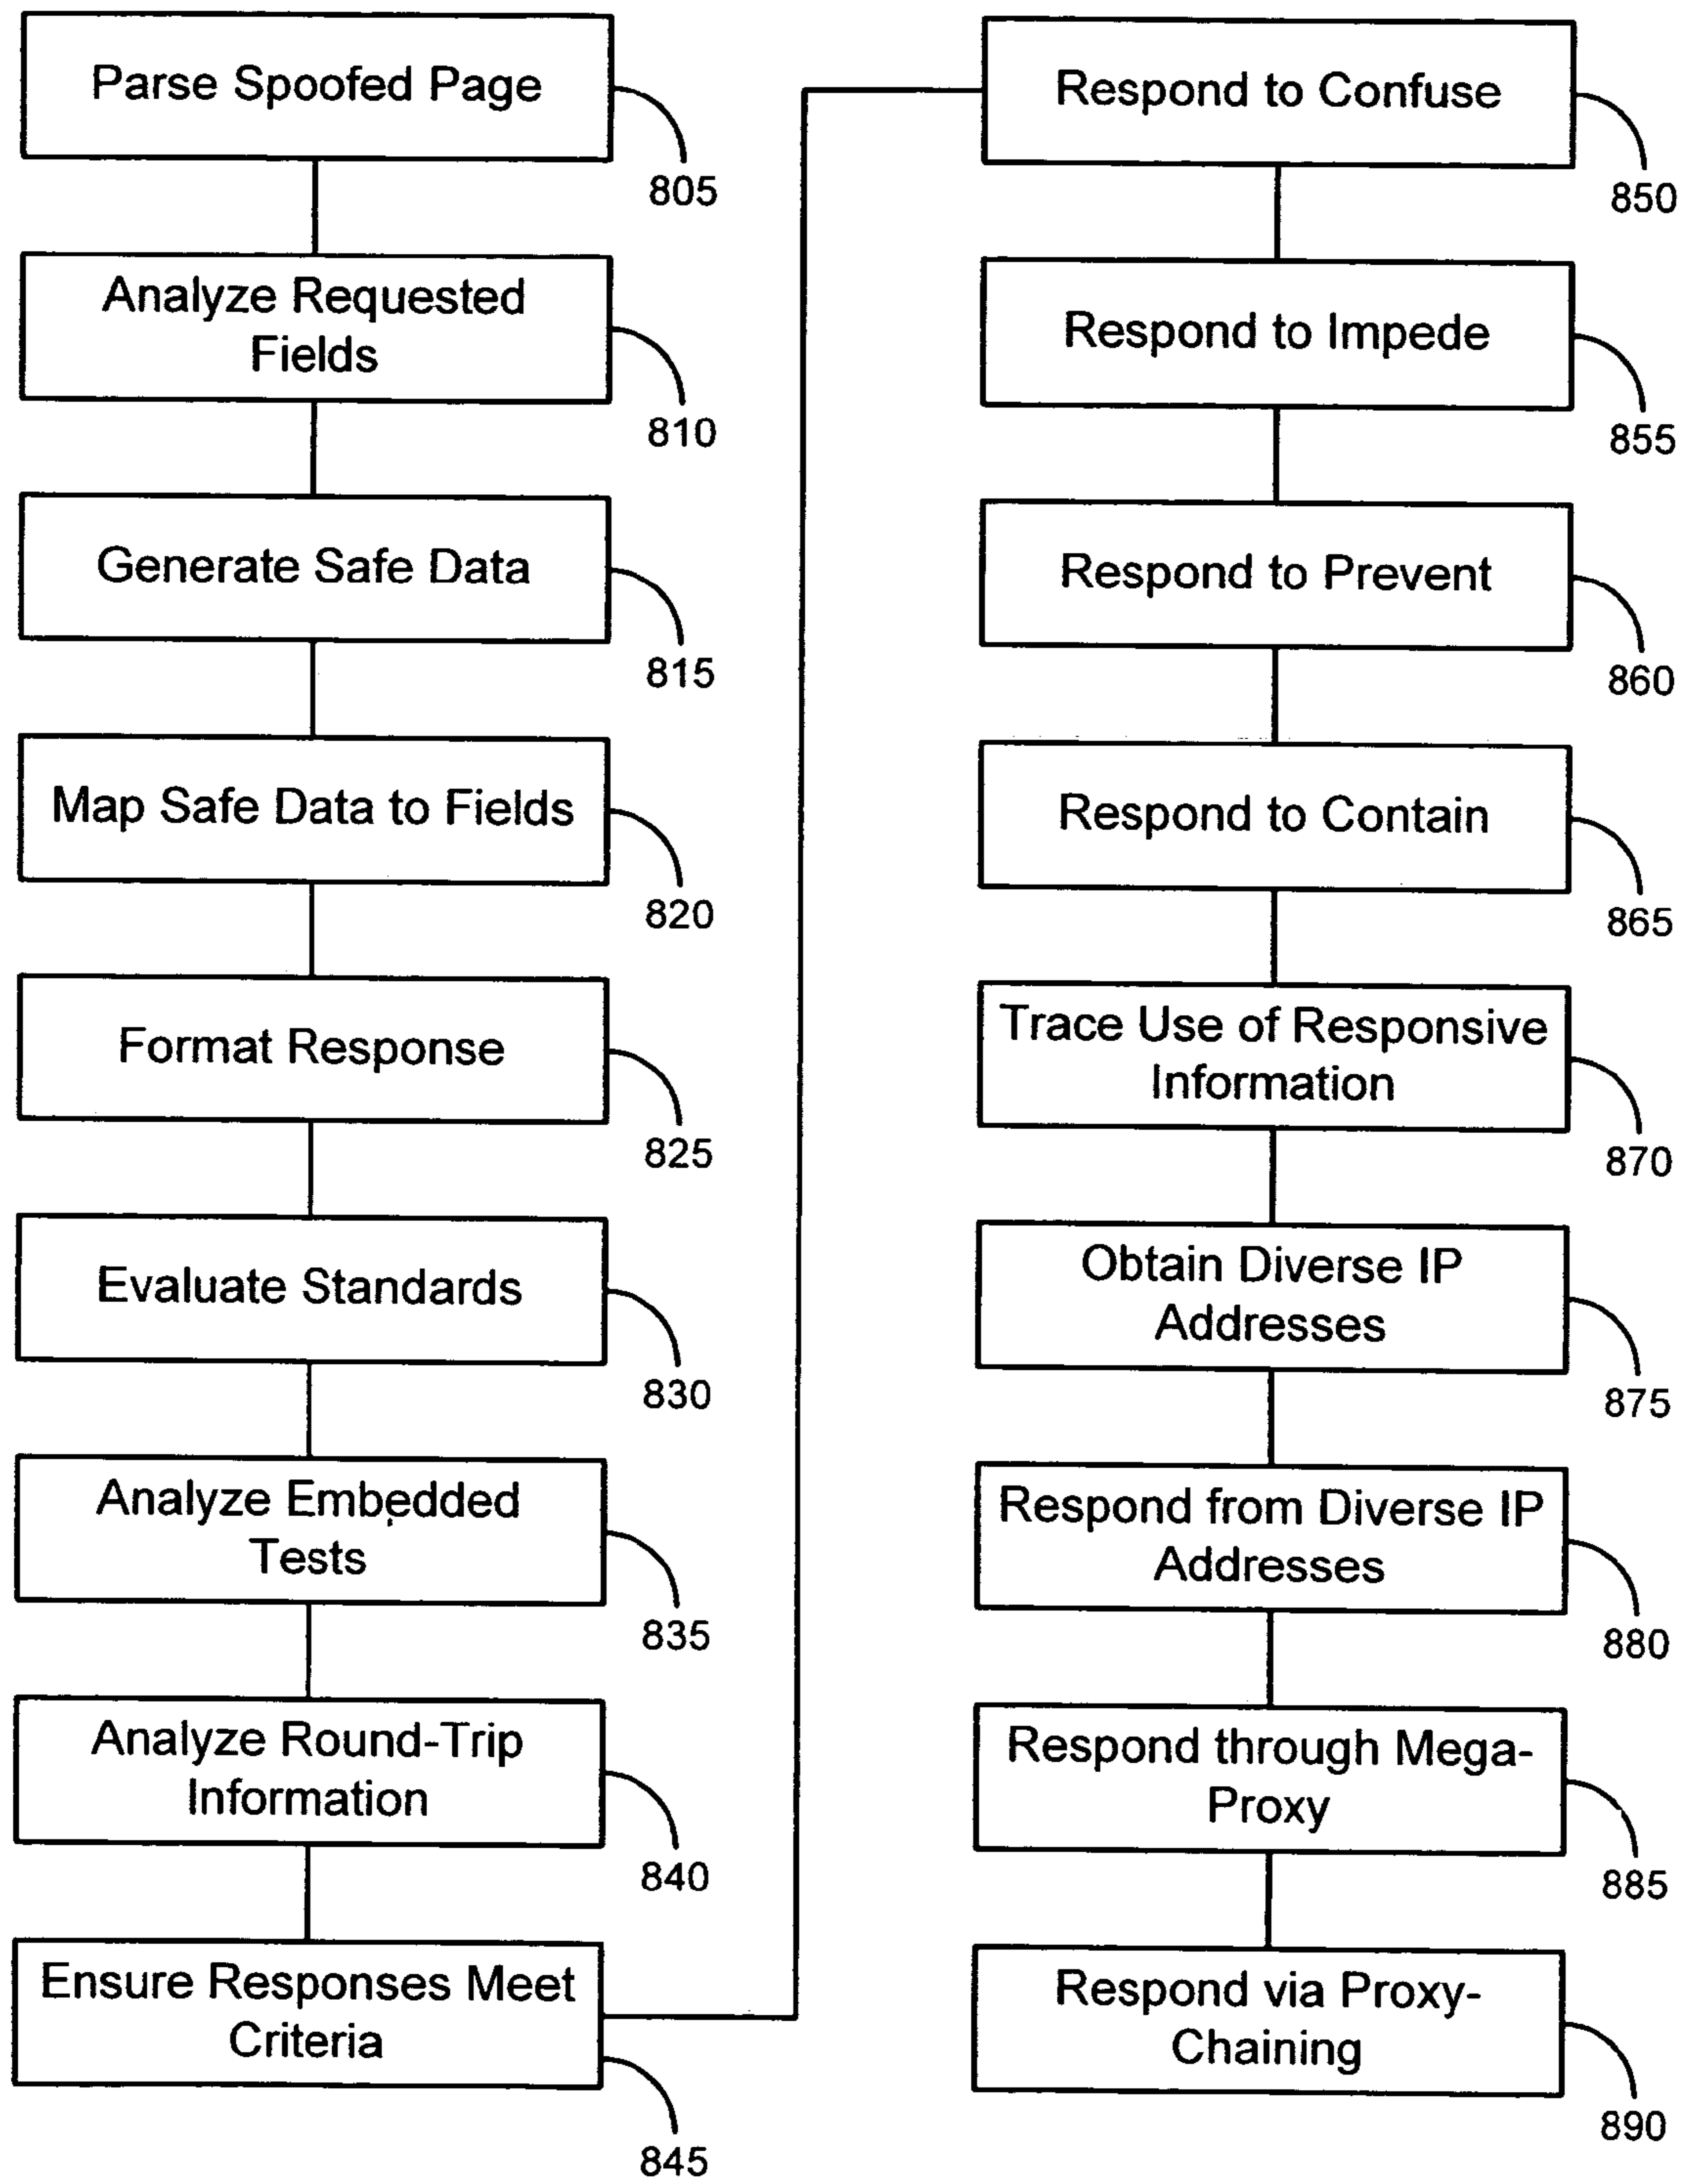 Parse Spoofed Page
805
Analyze Requested
Fields
810
Generate Safe Data
815
Map Safe Data to Fields
820
Format Response
825
Evaluate Standards
830
Analyze Embedded
Tests
835
Analyze Round-Trip
Information
840
Ensure Responses Meet
Criteria
845
Respond to Confuse
850
Respond to Impede
855
Respond to Prevent
860
Respond to Contain
865
Trace Use of Responsive
Information
870
Obtain Diverse IP
Addresses
875
Respond from Diverse IP
Addresses
880
Respond through Mega-
Proxy
885
Respond via Proxy-
Chaining
890